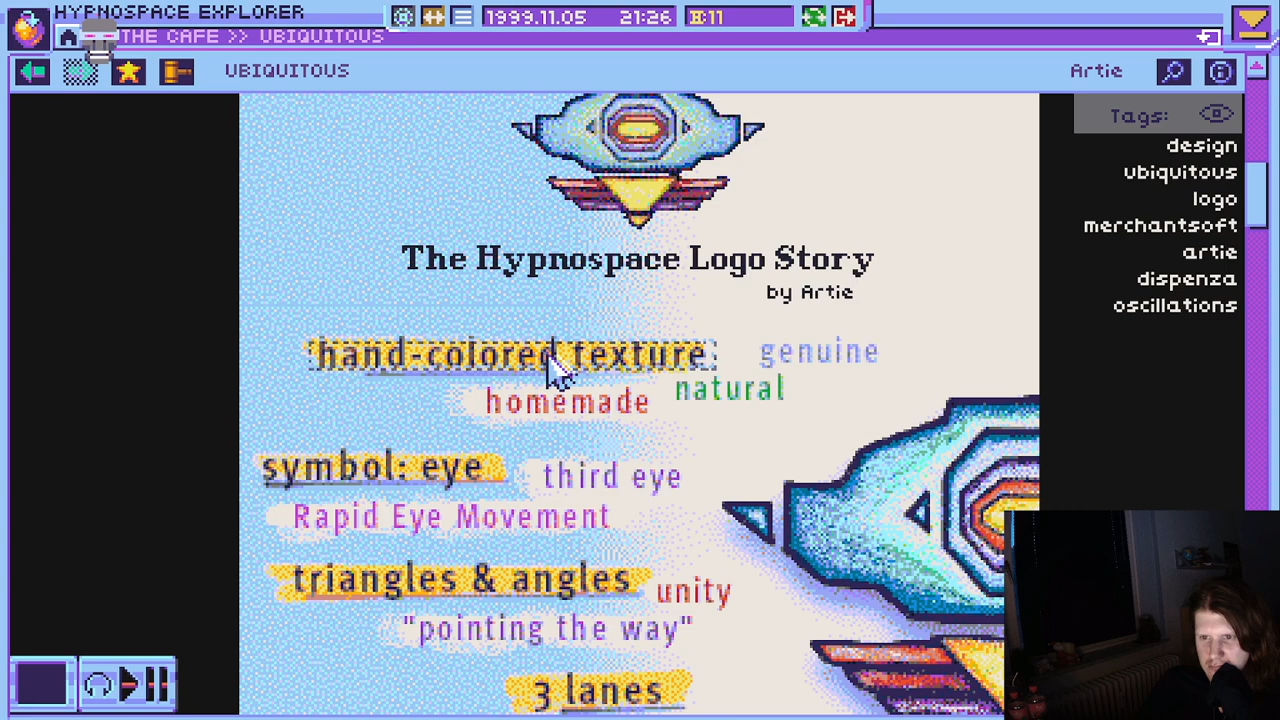 HYPNOSPACE EXPLORER
1999.11.05 21:26 11
THE CAFE >> UBIQUITOUS
UBIQUITOUS
Artie
Tags:
design
ubiquitous
logo
merchantsoft
artie
dispenza
oscillations
The Hypnospace Logo Story
by Artie
hand-colored texture
genuine
natural
homemade
symbol: eye
third eye
Rapid Eye Movement
triangles & angles
unity
"pointing the way"
3 lanes